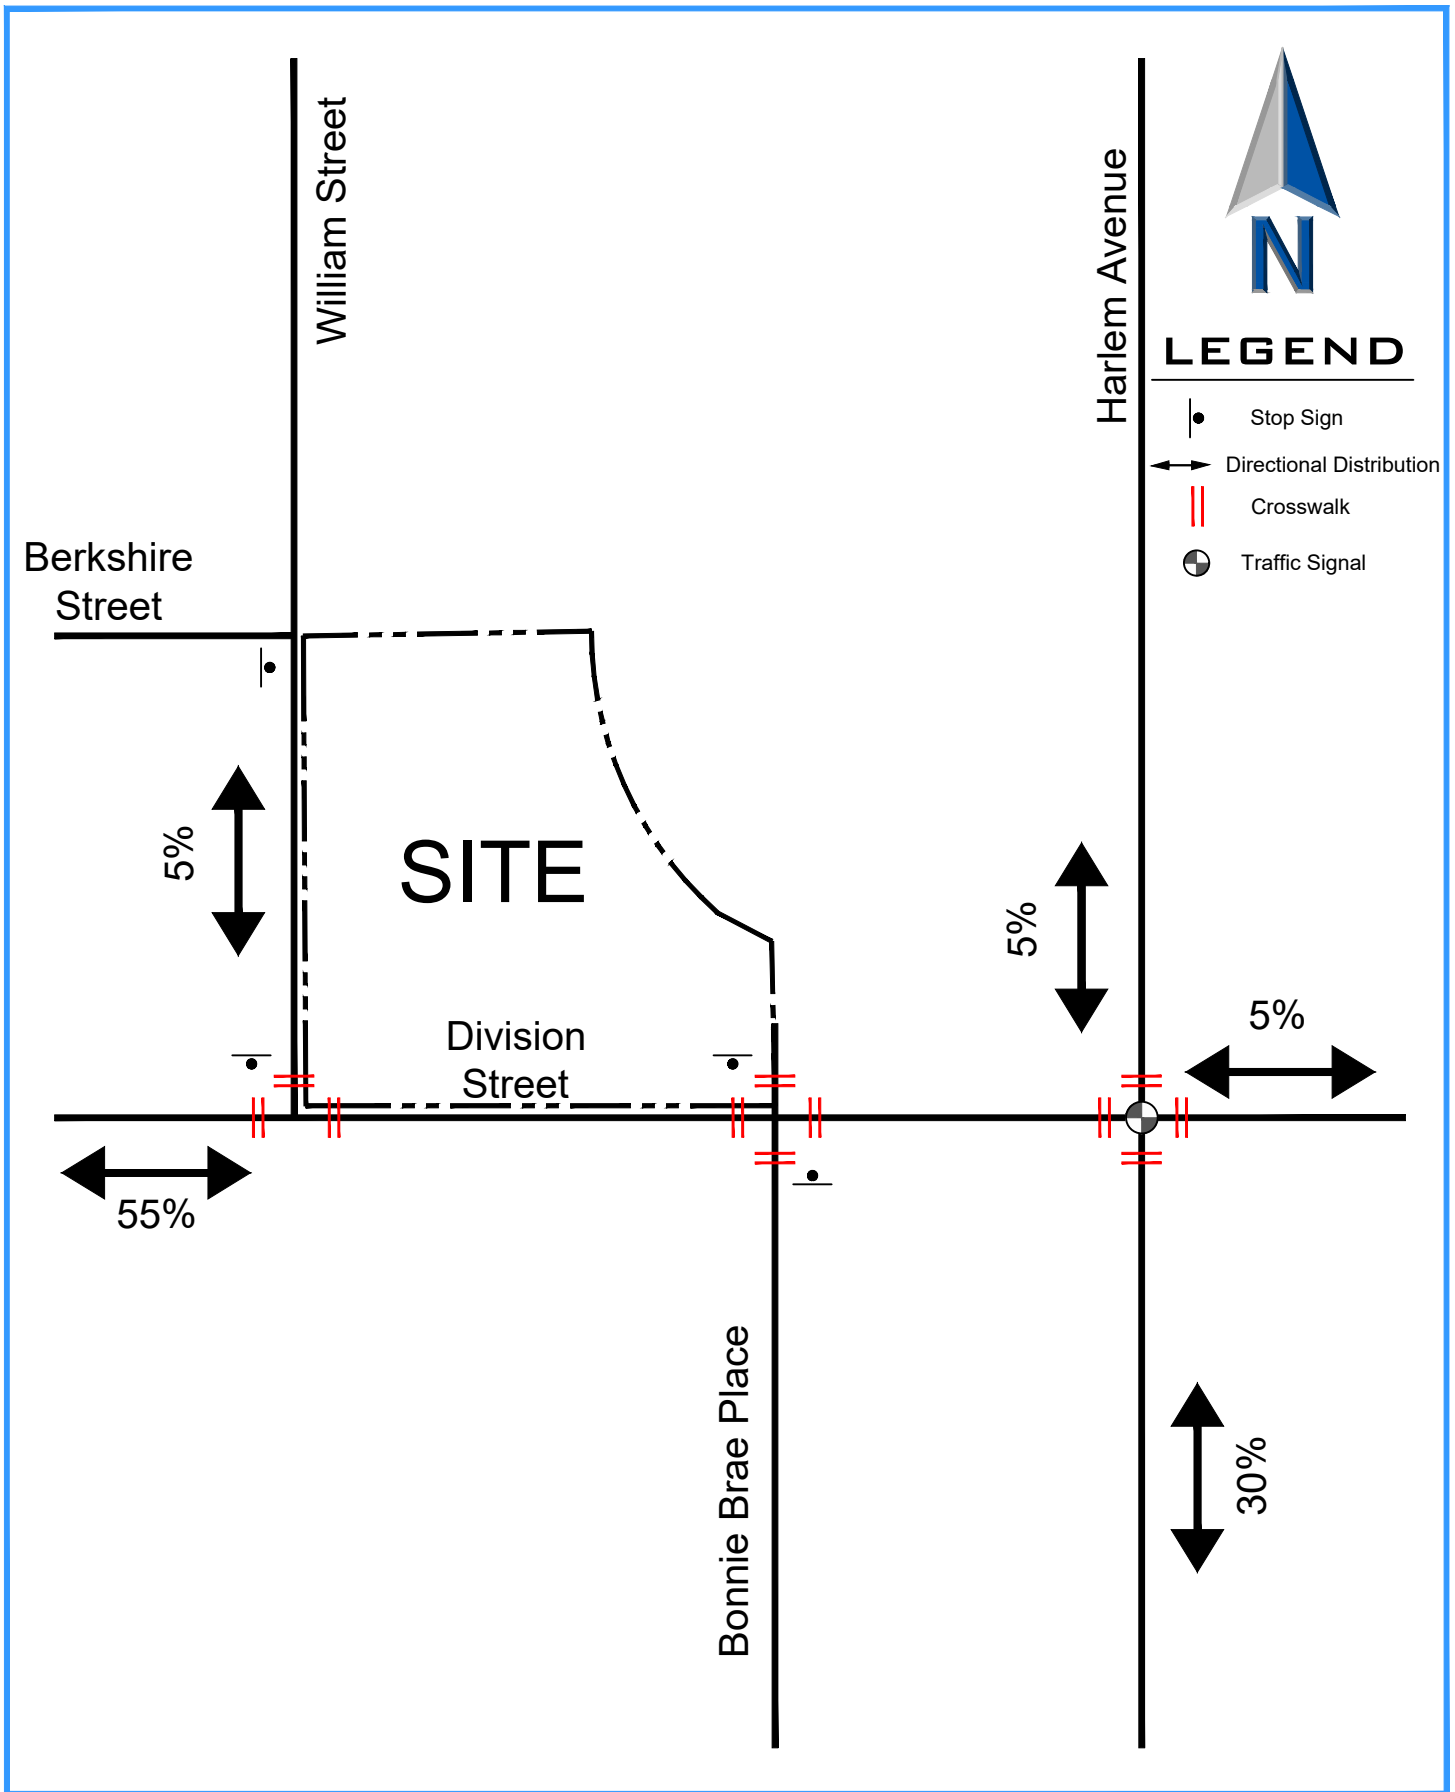 William Street
Harlem Avenue
N
LEGEND
Stop Sign
Directional Distribution
Crosswalk
Traffic Signal
Berkshire
Street
5%
SITE
5%
5%
Division
Street
55%
Bonnie Brae Place
30%